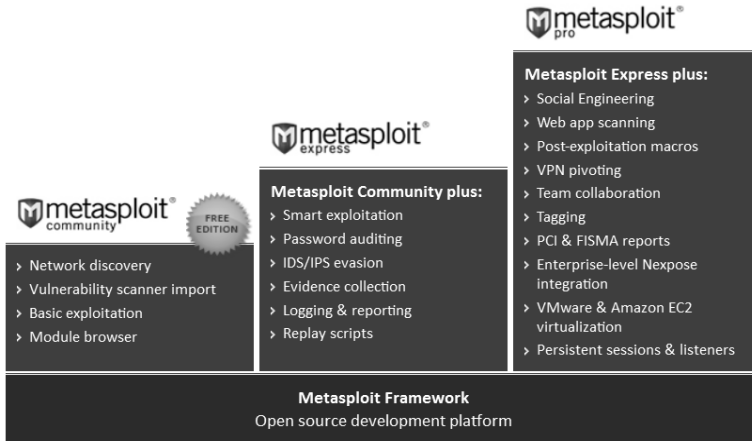 metasploit®
community
FREE
EDITION
› Network discovery
› Vulnerability scanner import
› Basic exploitation
› Module browser
metasploit®
express
Metasploit Community plus:
› Smart exploitation
› Password auditing
› IDS/IPS evasion
› Evidence collection
› Logging & reporting
› Replay scripts
metasploit®
pro
Metasploit Express plus:
› Social Engineering
› Web app scanning
› Post-exploitation macros
› VPN pivoting
› Team collaboration
› Tagging
› PCI & FISMA reports
› Enterprise-level Nexpose
integration
› VMware & Amazon EC2
virtualization
› Persistent sessions & listeners
Metasploit Framework
Open source development platform